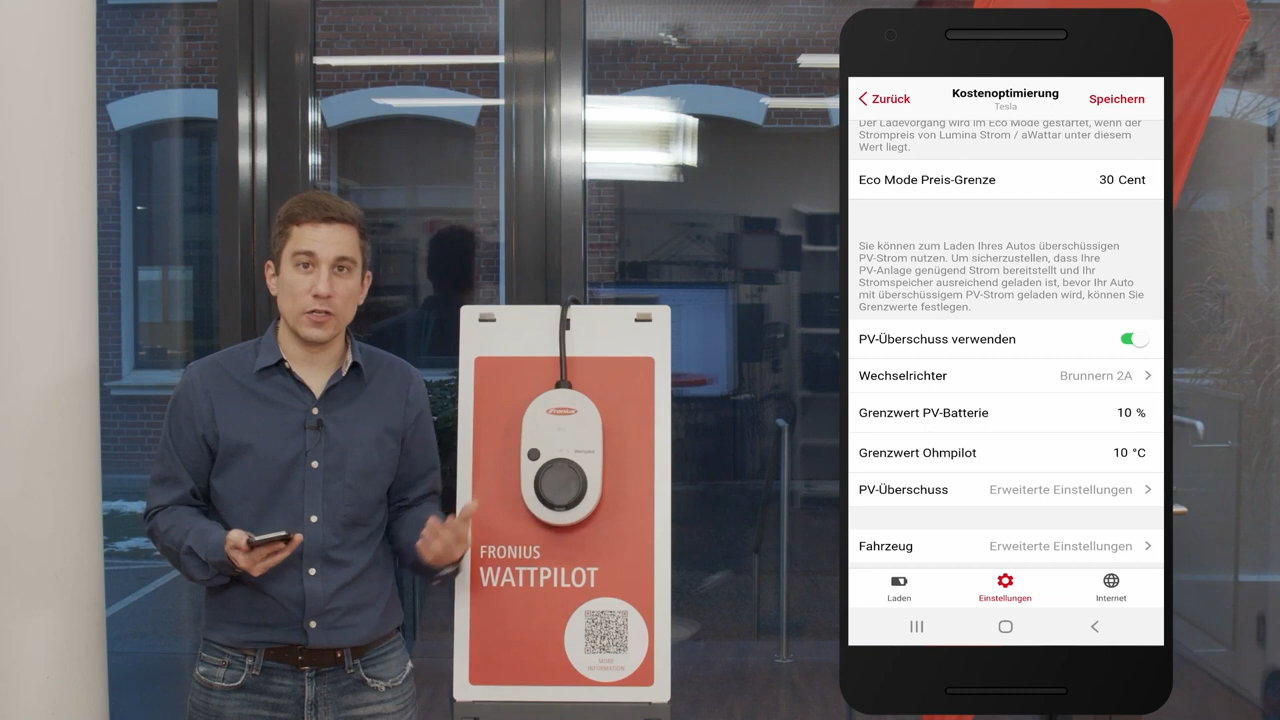 Zurück
Kostenoptimierung
Tesla
Speichern
Der Ladevorgang wird im Eco Mode gestartet, wenn der
Strompreis von Lumina Strom / aWattar unter diesem
Wert liegt.
Eco Mode Preis-Grenze 30 Cent
Sie können zum Laden Ihres Autos überschüssigen
PV-Strom nutzen. Um sicherzustellen, dass Ihre
PV-Anlage genügend Strom bereitstellt und Ihr
Stromspeicher ausreichend geladen ist, bevor Ihr Auto
mit überschüssigem PV-Strom geladen wird, können Sie
Grenzwerte festlegen.
PV-Überschuss verwenden
Wechselrichter Brunnern 2A
Grenzwert PV-Batterie 10 %
Grenzwert Ohmpilot 10 °C
PV-Überschuss Erweiterte Einstellungen
Fahrzeug Erweiterte Einstellungen
Laden
Einstellungen
Internet
Fronius
Wattpilot
FRONIUS
WATTPILOT
MORE
INFORMATION